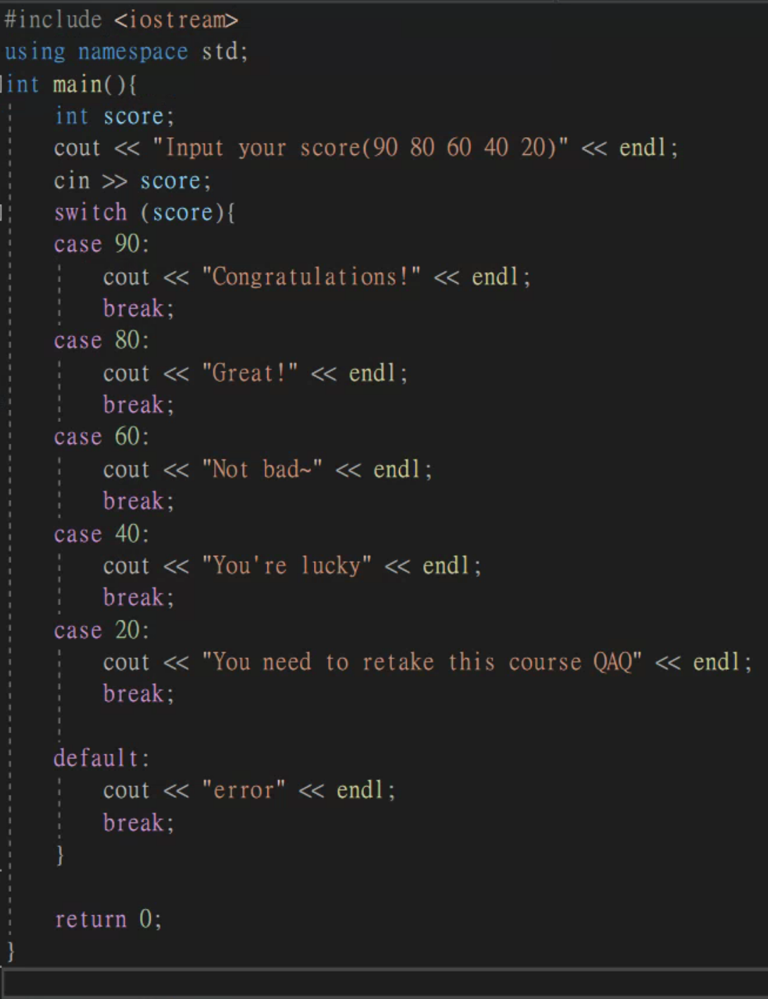 #include <iostream>
using namespace std;
int main(){
    int score;
    cout << "Input your score(90 80 60 40 20)" << endl;
    cin >> score;
    switch (score){
    case 90:
        cout << "Congratulations!" << endl;
        break;
    case 80:
        cout << "Great!" << endl;
        break;
    case 60:
        cout << "Not bad~" << endl;
        break;
    case 40:
        cout << "You're lucky" << endl;
        break;
    case 20:
        cout << "You need to retake this course QAQ" << endl;
        break;
    default:
        cout << "error" << endl;
        break;
    }
    return 0;
}